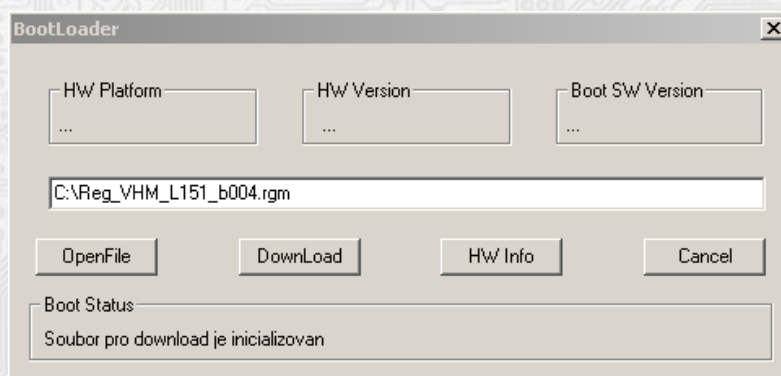 BootLoader
HW Platform
HW Version
Boot SW Version
...
...
...
C:\Reg_VHM_L151_b004.rgm
OpenFile
DownLoad
HW Info
Cancel
Boot Status
Soubor pro download je inicializovan